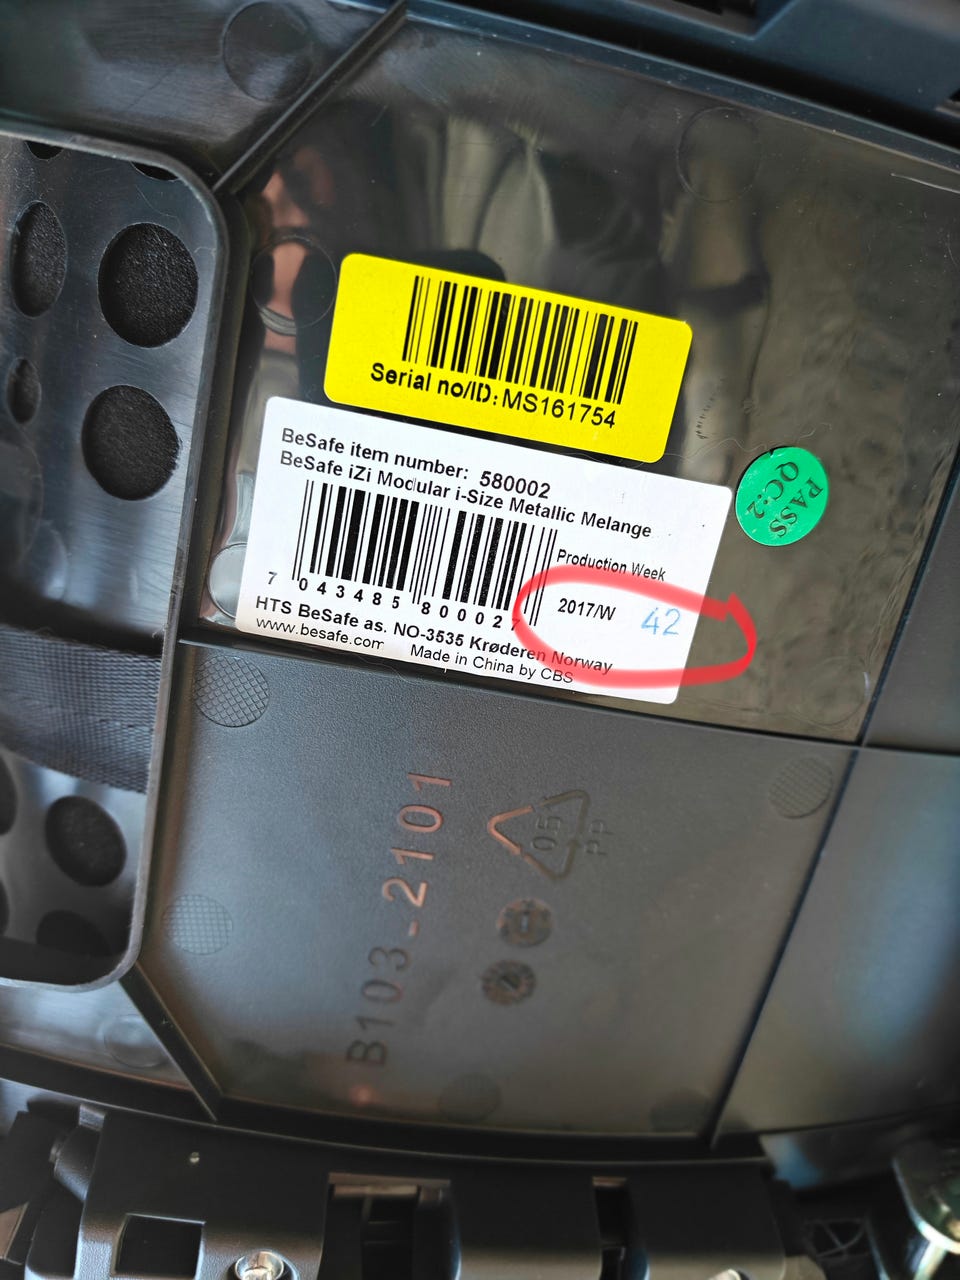 Serial no/ID: MS161754
BeSafe item number: 580002
BeSafe iZi Modular i-Size Metallic Melange
Production Week
2017/W 42
7 043485 800027
HTS BeSafe as. NO-3535 Krøderen Norway
www.besafe.com Made in China by CBS
PASS
QC:2
B103-2101
05
PP